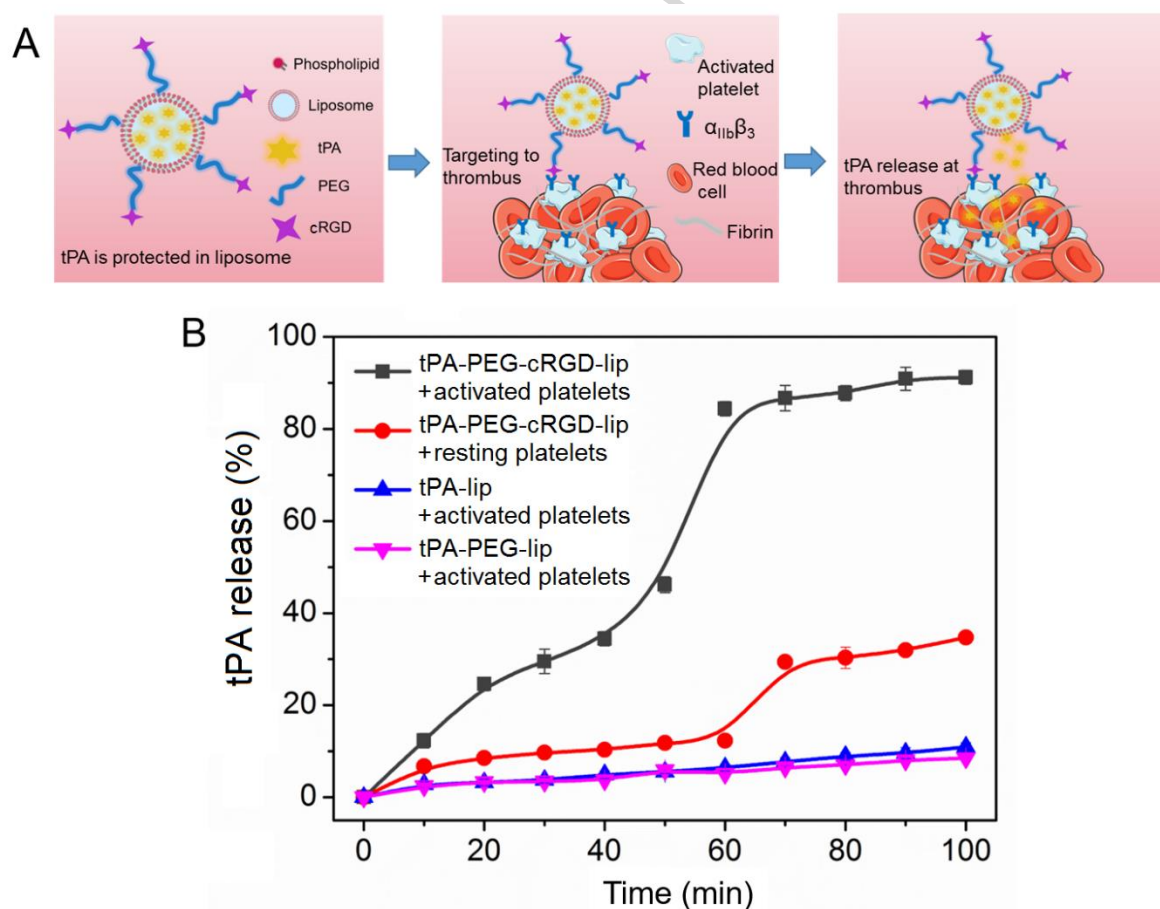 A
Phospholipid
Liposome
tPA
PEG
cRGD
tPA is protected in liposome
Targeting to
thrombus
Activated
platelet
αIIbβ3
Red blood
cell
Fibrin
tPA release at
thrombus
B
tPA release (%)
100
80
60
40
20
0
tPA-PEG-cRGD-lip
+activated platelets
tPA-PEG-cRGD-lip
+resting platelets
tPA-lip
+activated platelets
tPA-PEG-lip
+activated platelets
0 20 40 60 80 100
Time (min)